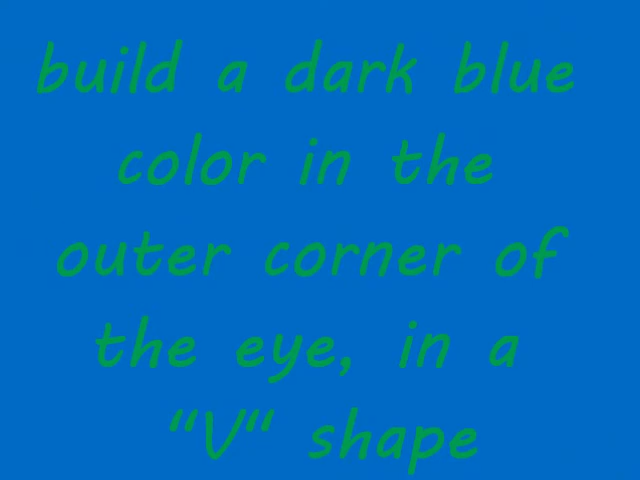 build a dark blue
color in the
outer corner of
the eye, in a
"V" shape